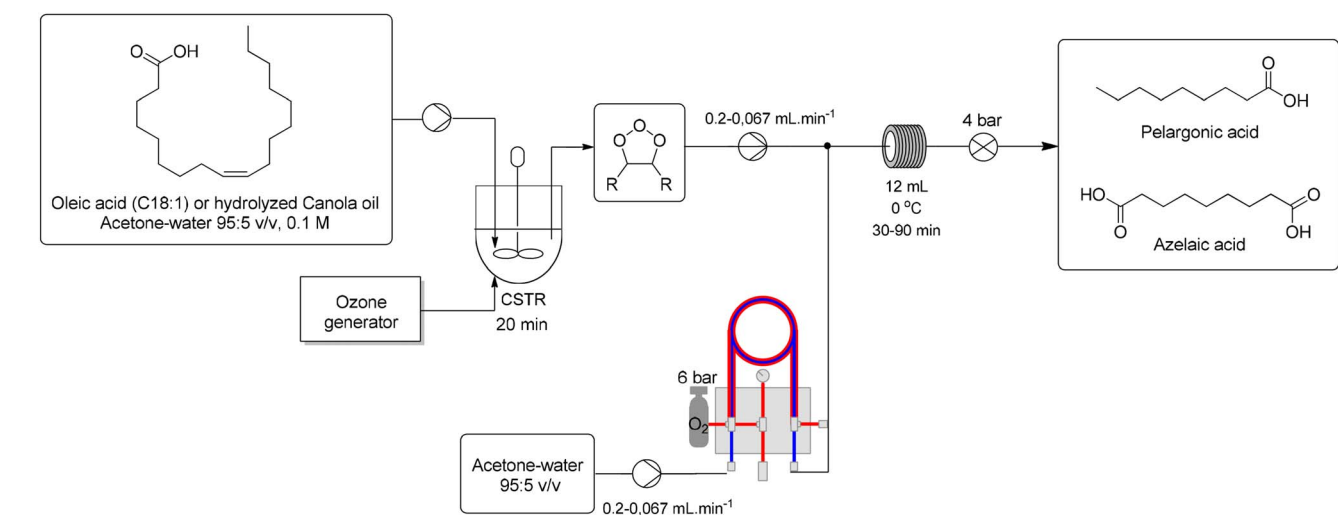 O
OH
Oleic acid (C18:1) or hydrolyzed Canola oil
Acetone-water 95:5 v/v, 0.1 M
Ozone
generator
CSTR
20 min
O
O
O
R
R
0.2-0,067 mL.min⁻¹
12 mL
0 ºC
30-90 min
4 bar
O
OH
Pelargonic acid
HO
O
O
OH
Azelaic acid
6 bar
O₂
Acetone-water
95:5 v/v
0.2-0,067 mL.min⁻¹